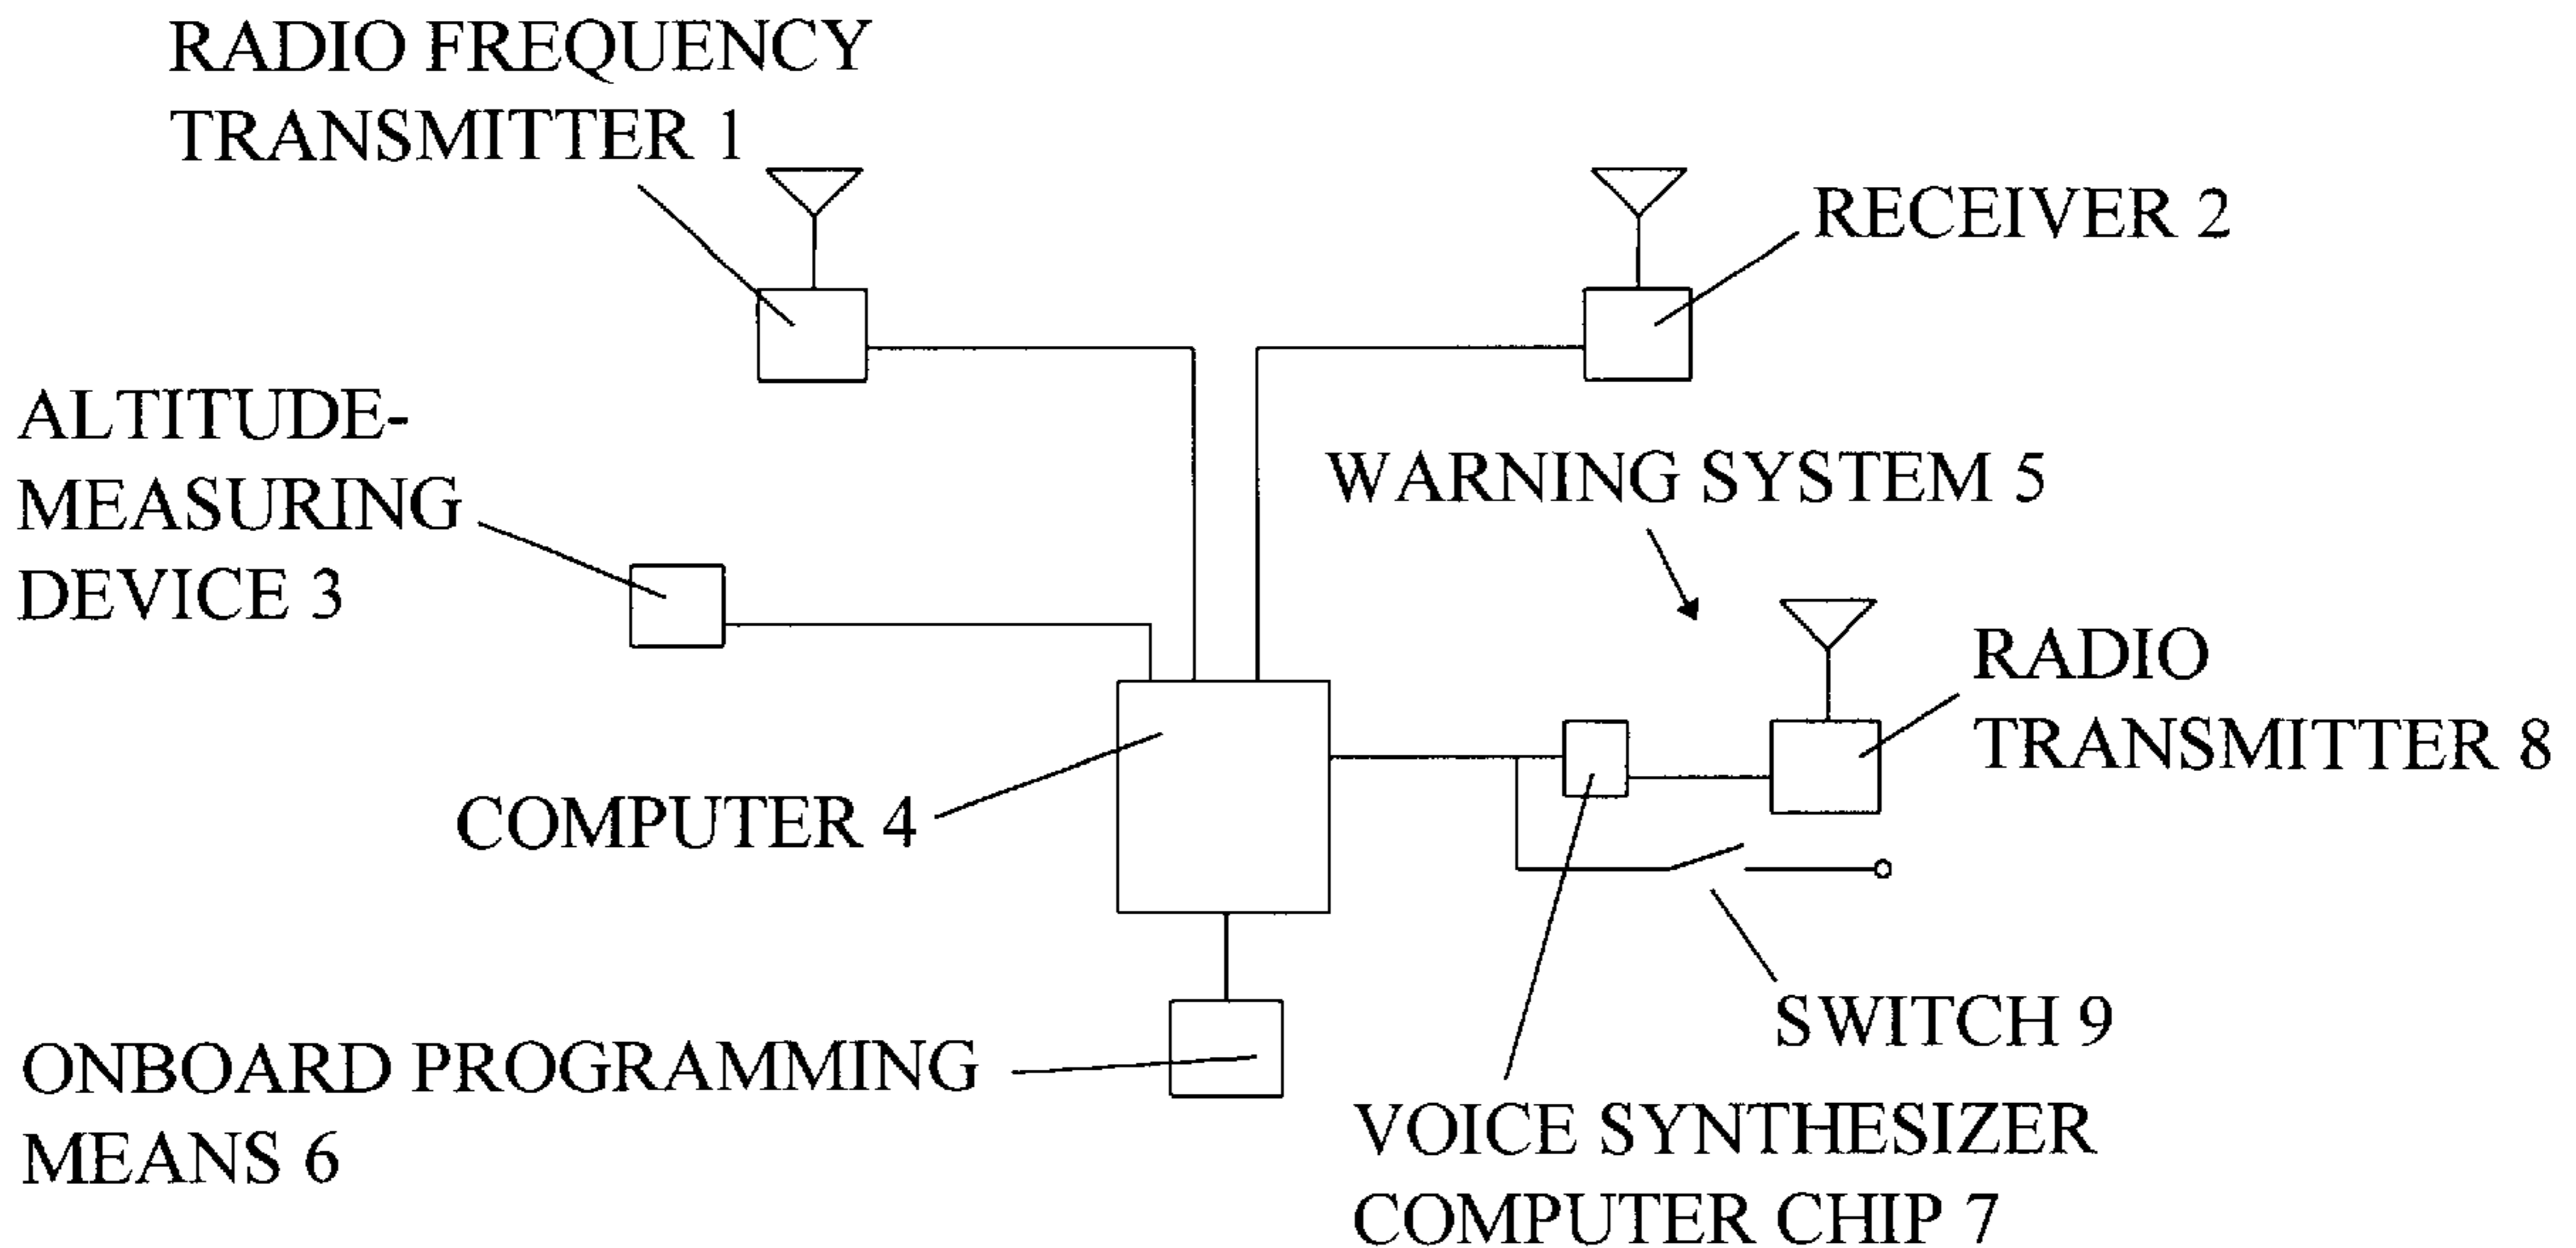 RADIO FREQUENCY
TRANSMITTER 1
RECEIVER 2
ALTITUDE-
MEASURING
DEVICE 3
WARNING SYSTEM 5
RADIO
TRANSMITTER 8
COMPUTER 4
SWITCH 9
ONBOARD PROGRAMMING
MEANS 6
VOICE SYNTHESIZER
COMPUTER CHIP 7